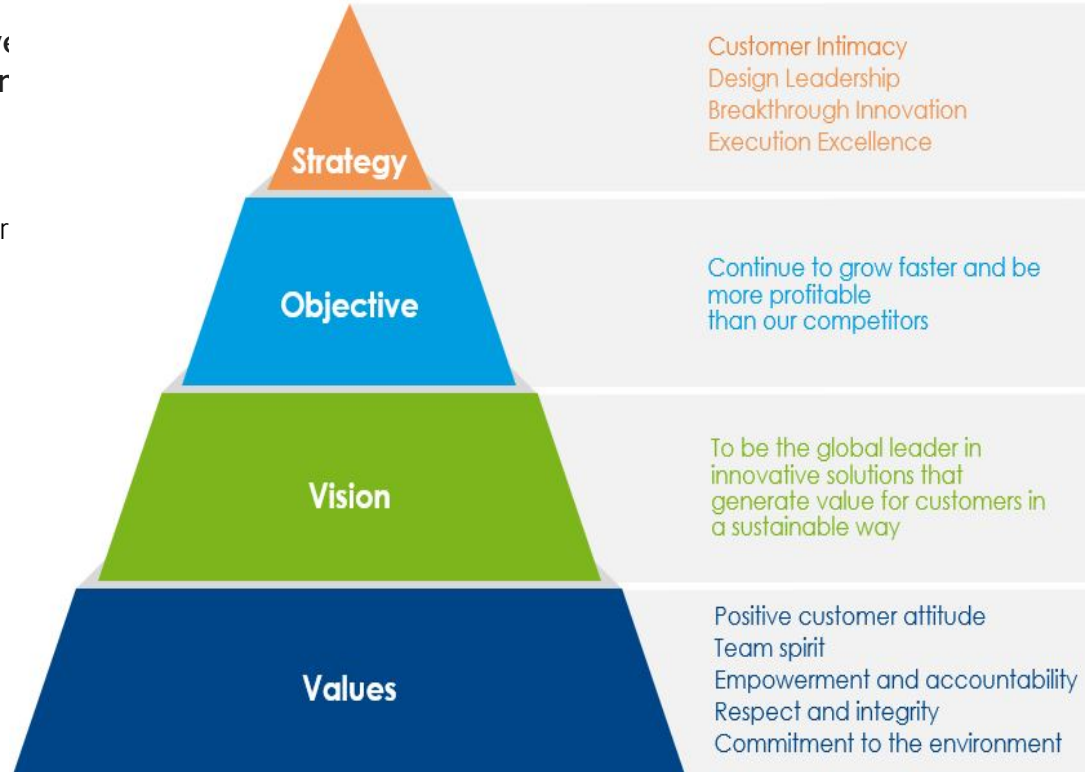 Strategy
Customer Intimacy
Design Leadership
Breakthrough Innovation
Execution Excellence
Objective
Continue to grow faster and be
more profitable
than our competitors
Vision
To be the global leader in
innovative solutions that
generate value for customers in
a sustainable way
Values
Positive customer attitude
Team spirit
Empowerment and accountability
Respect and integrity
Commitment to the environment